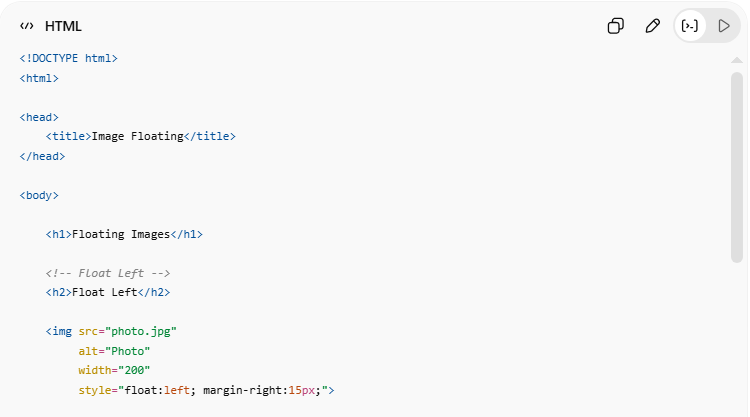 </> HTML
<!DOCTYPE html>
<html>
<head>
    <title>Image Floating</title>
</head>
<body>
    <h1>Floating Images</h1>
    <!-- Float Left -->
    <h2>Float Left</h2>
    <img src="photo.jpg"
         alt="Photo"
         width="200"
         style="float:left; margin-right:15px;">